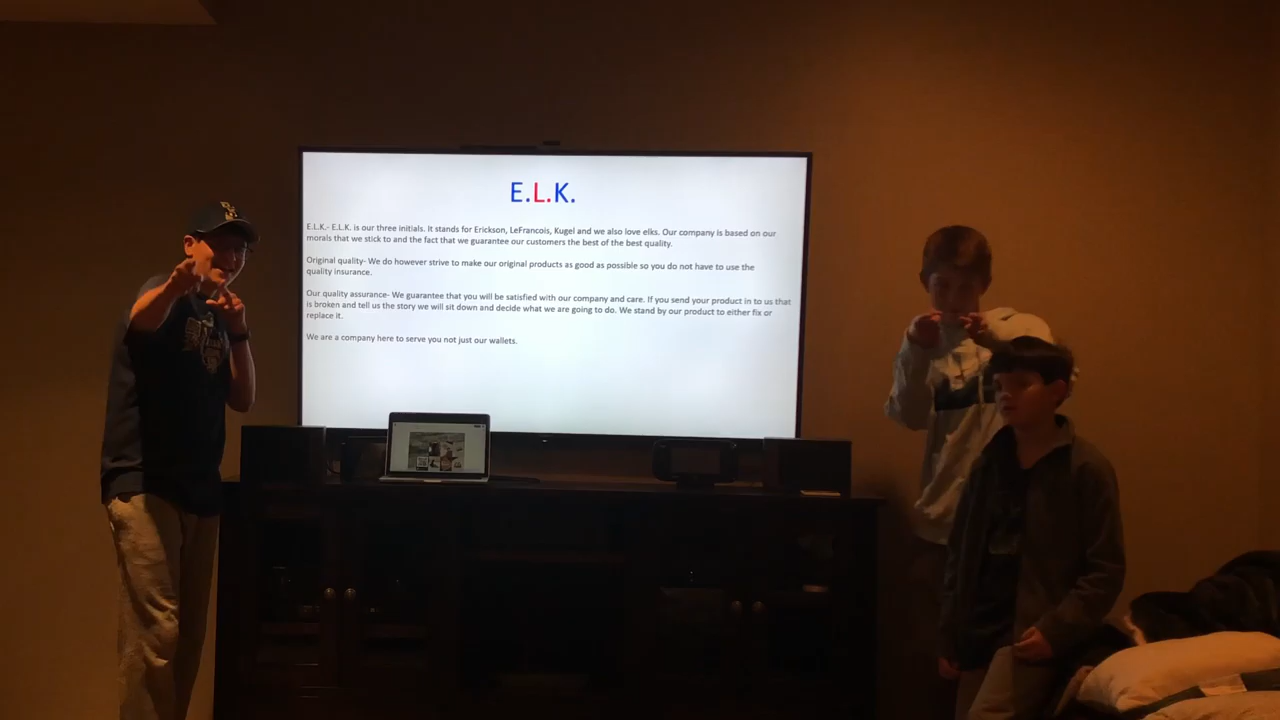 E.L.K.
E.L.K.- E.L.K. is our three initials. It stands for Erickson, LeFrancois, Kugel and we also love elks. Our company is based on our
morals that we stick to and the fact that we guarantee our customers the best of the best quality.
Original quality- We do however strive to make our original products as good as possible so you do not have to use the
quality insurance.
Our quality assurance- We guarantee that you will be satisfied with our company and care. If you send your product in to us that
is broken and tell us the story we will sit down and decide what we are going to do. We stand by our product to either fix or
replace it.
We are a company here to serve you not just our wallets.